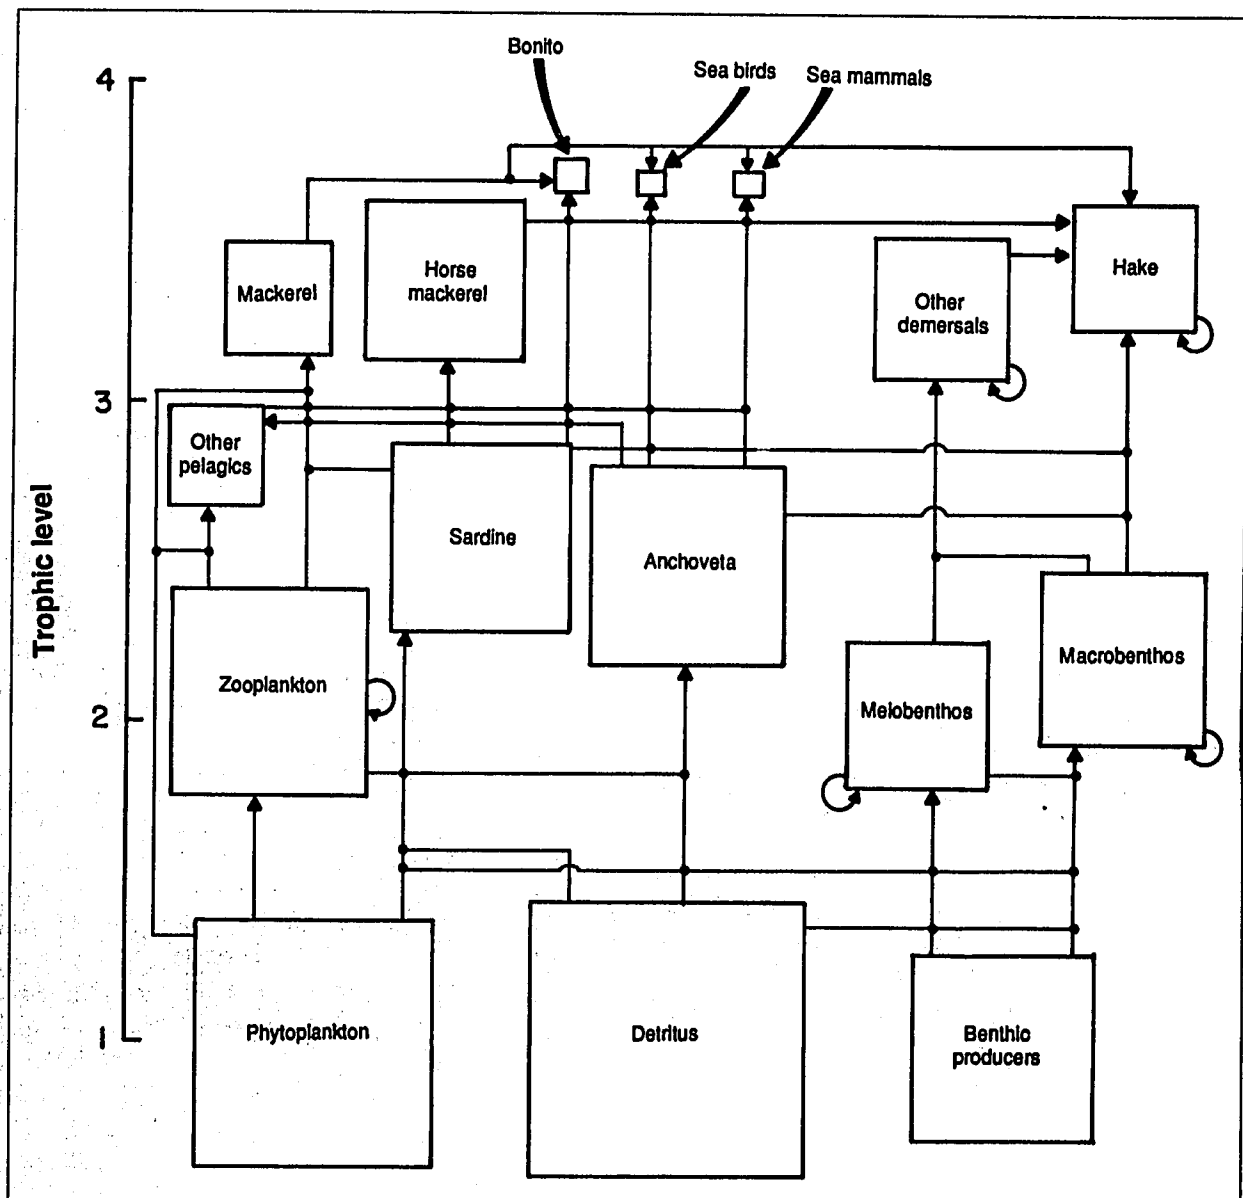 Bonito
Sea birds
Sea mammals
4
Horse
mackerel
Hake
Mackerel
Other
demersals
3
Other
pelagics
Sardine
Anchoveta
Trophic level
Macrobenthos
Zooplankton
Meiobenthos
2
Phytoplankton
Detritus
Benthic
producers
1